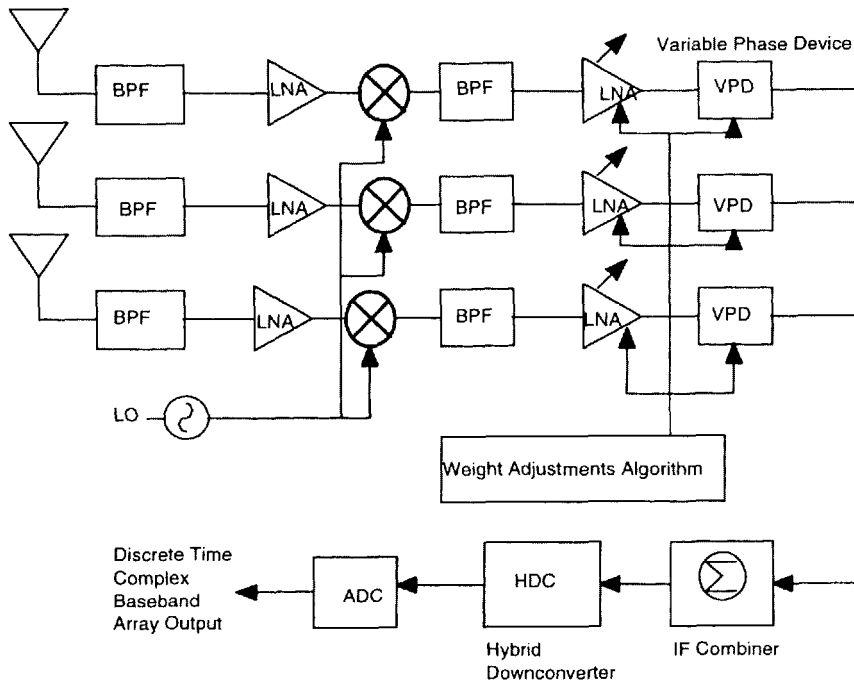 Variable Phase Device
BPF
LNA
BPF
LNA
VPD
BPF
LNA
BPF
LNA
VPD
BPF
LNA
BPF
LNA
VPD
LO
Weight Adjustments Algorithm
Discrete Time
Complex
Baseband
Array Output
ADC
HDC
Σ
Hybrid
Downconverter
IF Combiner